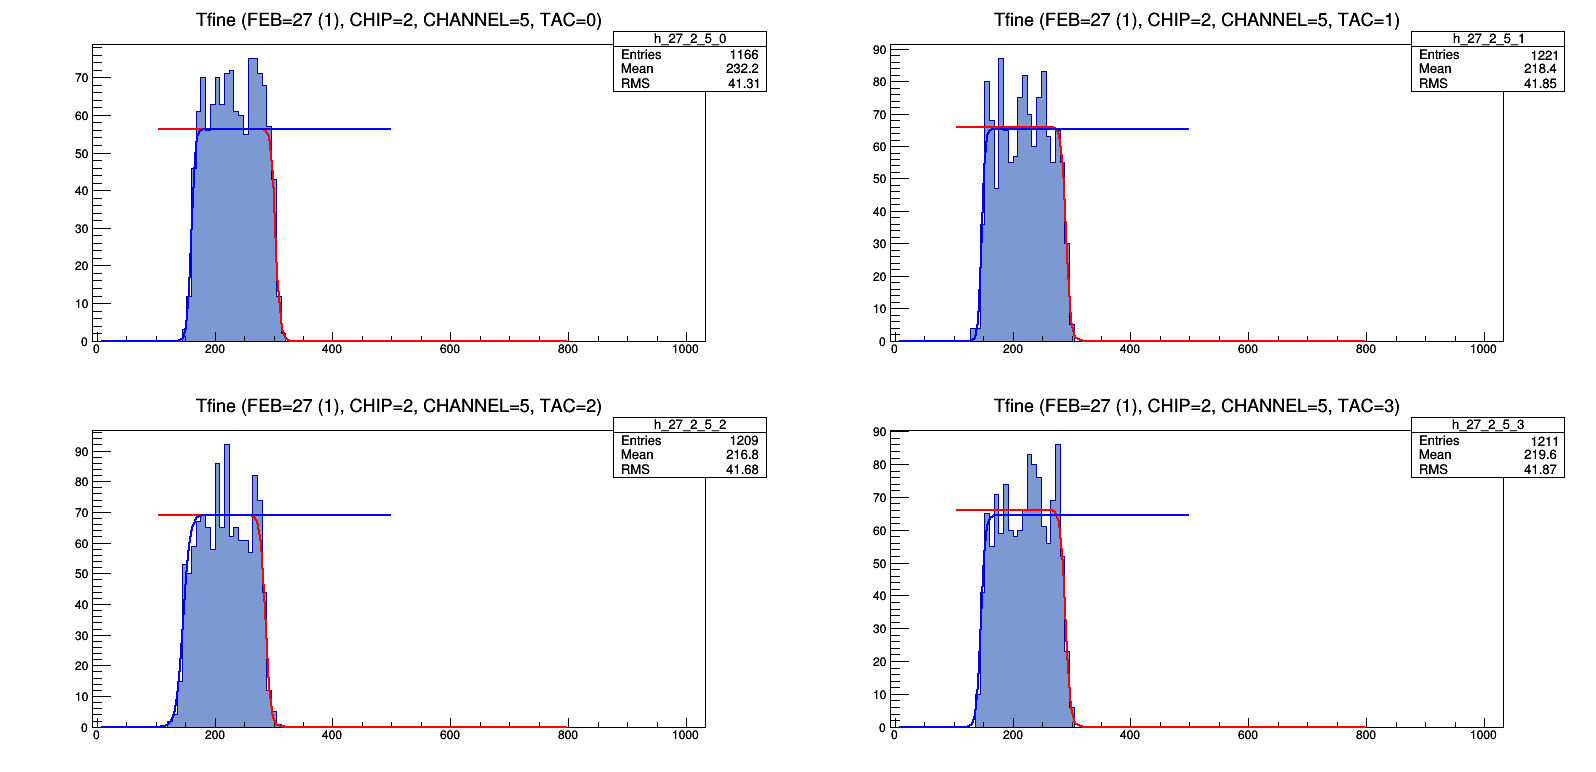 Tfine (FEB=27 (1), CHIP=2, CHANNEL=5, TAC=0)
h_27_2_5_0
Entries 1166
Mean 232.2
RMS 41.31
70
60
50
40
30
20
10
0
0 200 400 600 800 1000
Tfine (FEB=27 (1), CHIP=2, CHANNEL=5, TAC=1)
h_27_2_5_1
Entries 1221
Mean 218.4
RMS 41.85
90
80
70
60
50
40
30
20
10
0
0 200 400 600 800 1000
Tfine (FEB=27 (1), CHIP=2, CHANNEL=5, TAC=2)
h_27_2_5_2
Entries 1209
Mean 216.8
RMS 41.68
90
80
70
60
50
40
30
20
10
0
0 200 400 600 800 1000
Tfine (FEB=27 (1), CHIP=2, CHANNEL=5, TAC=3)
h_27_2_5_3
Entries 1211
Mean 219.6
RMS 41.87
90
80
70
60
50
40
30
20
10
0
0 200 400 600 800 1000